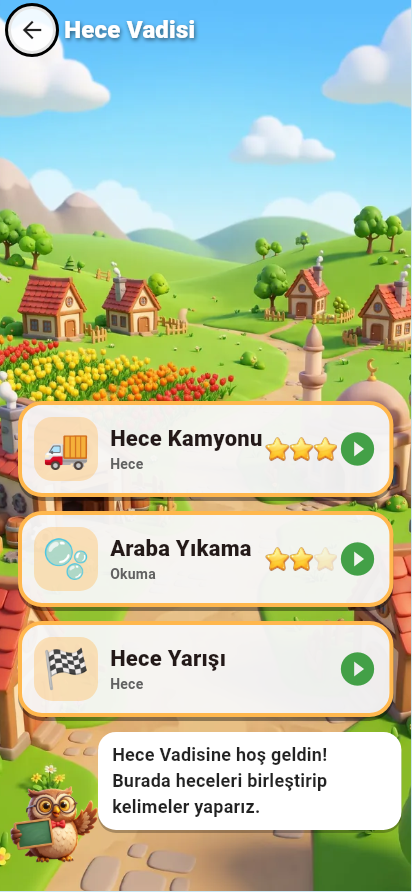 Hece Vadisi
Hece Kamyonu
Hece
Araba Yıkama
Okuma
Hece Yarışı
Hece
Hece Vadisine hoş geldin!
Burada heceleri birleştirip
kelimeler yaparız.